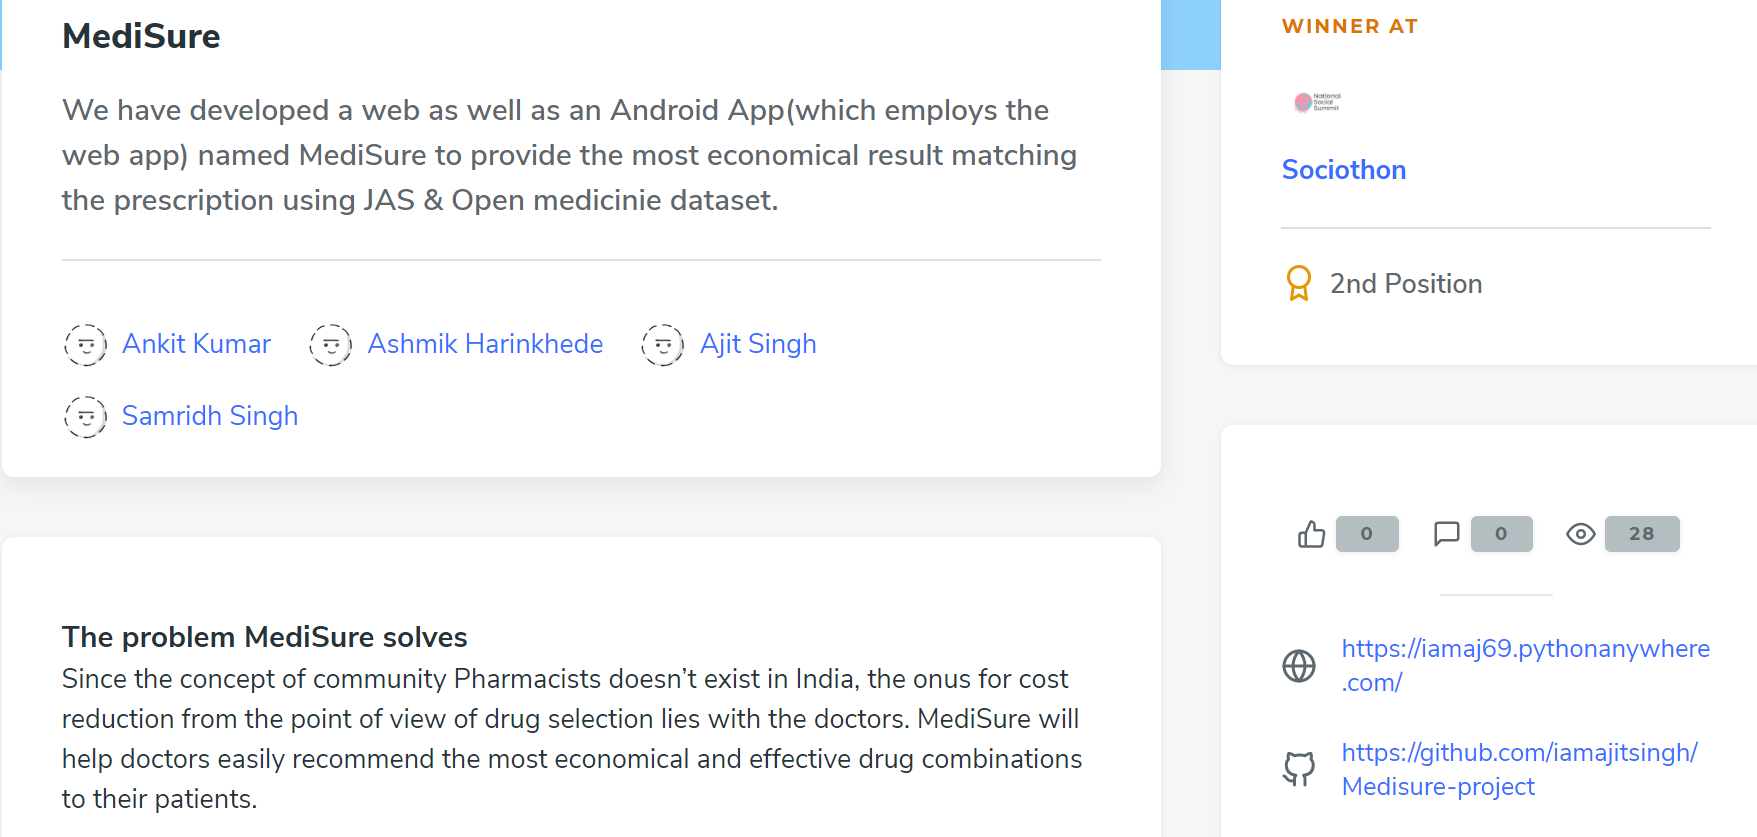 MediSure
We have developed a web as well as an Android App(which employs the
web app) named MediSure to provide the most economical result matching
the prescription using JAS & Open medicinie dataset.
Ankit Kumar
Ashmik Harinkhede
Ajit Singh
Samridh Singh
The problem MediSure solves
Since the concept of community Pharmacists doesn’t exist in India, the onus for cost
reduction from the point of view of drug selection lies with the doctors. MediSure will
help doctors easily recommend the most economical and effective drug combinations
to their patients.
WINNER AT
National
Social
Summit
Sociothon
2nd Position
0
0
28
https://iamaj69.pythonanywhere
.com/
https://github.com/iamajitsingh/
Medisure-project